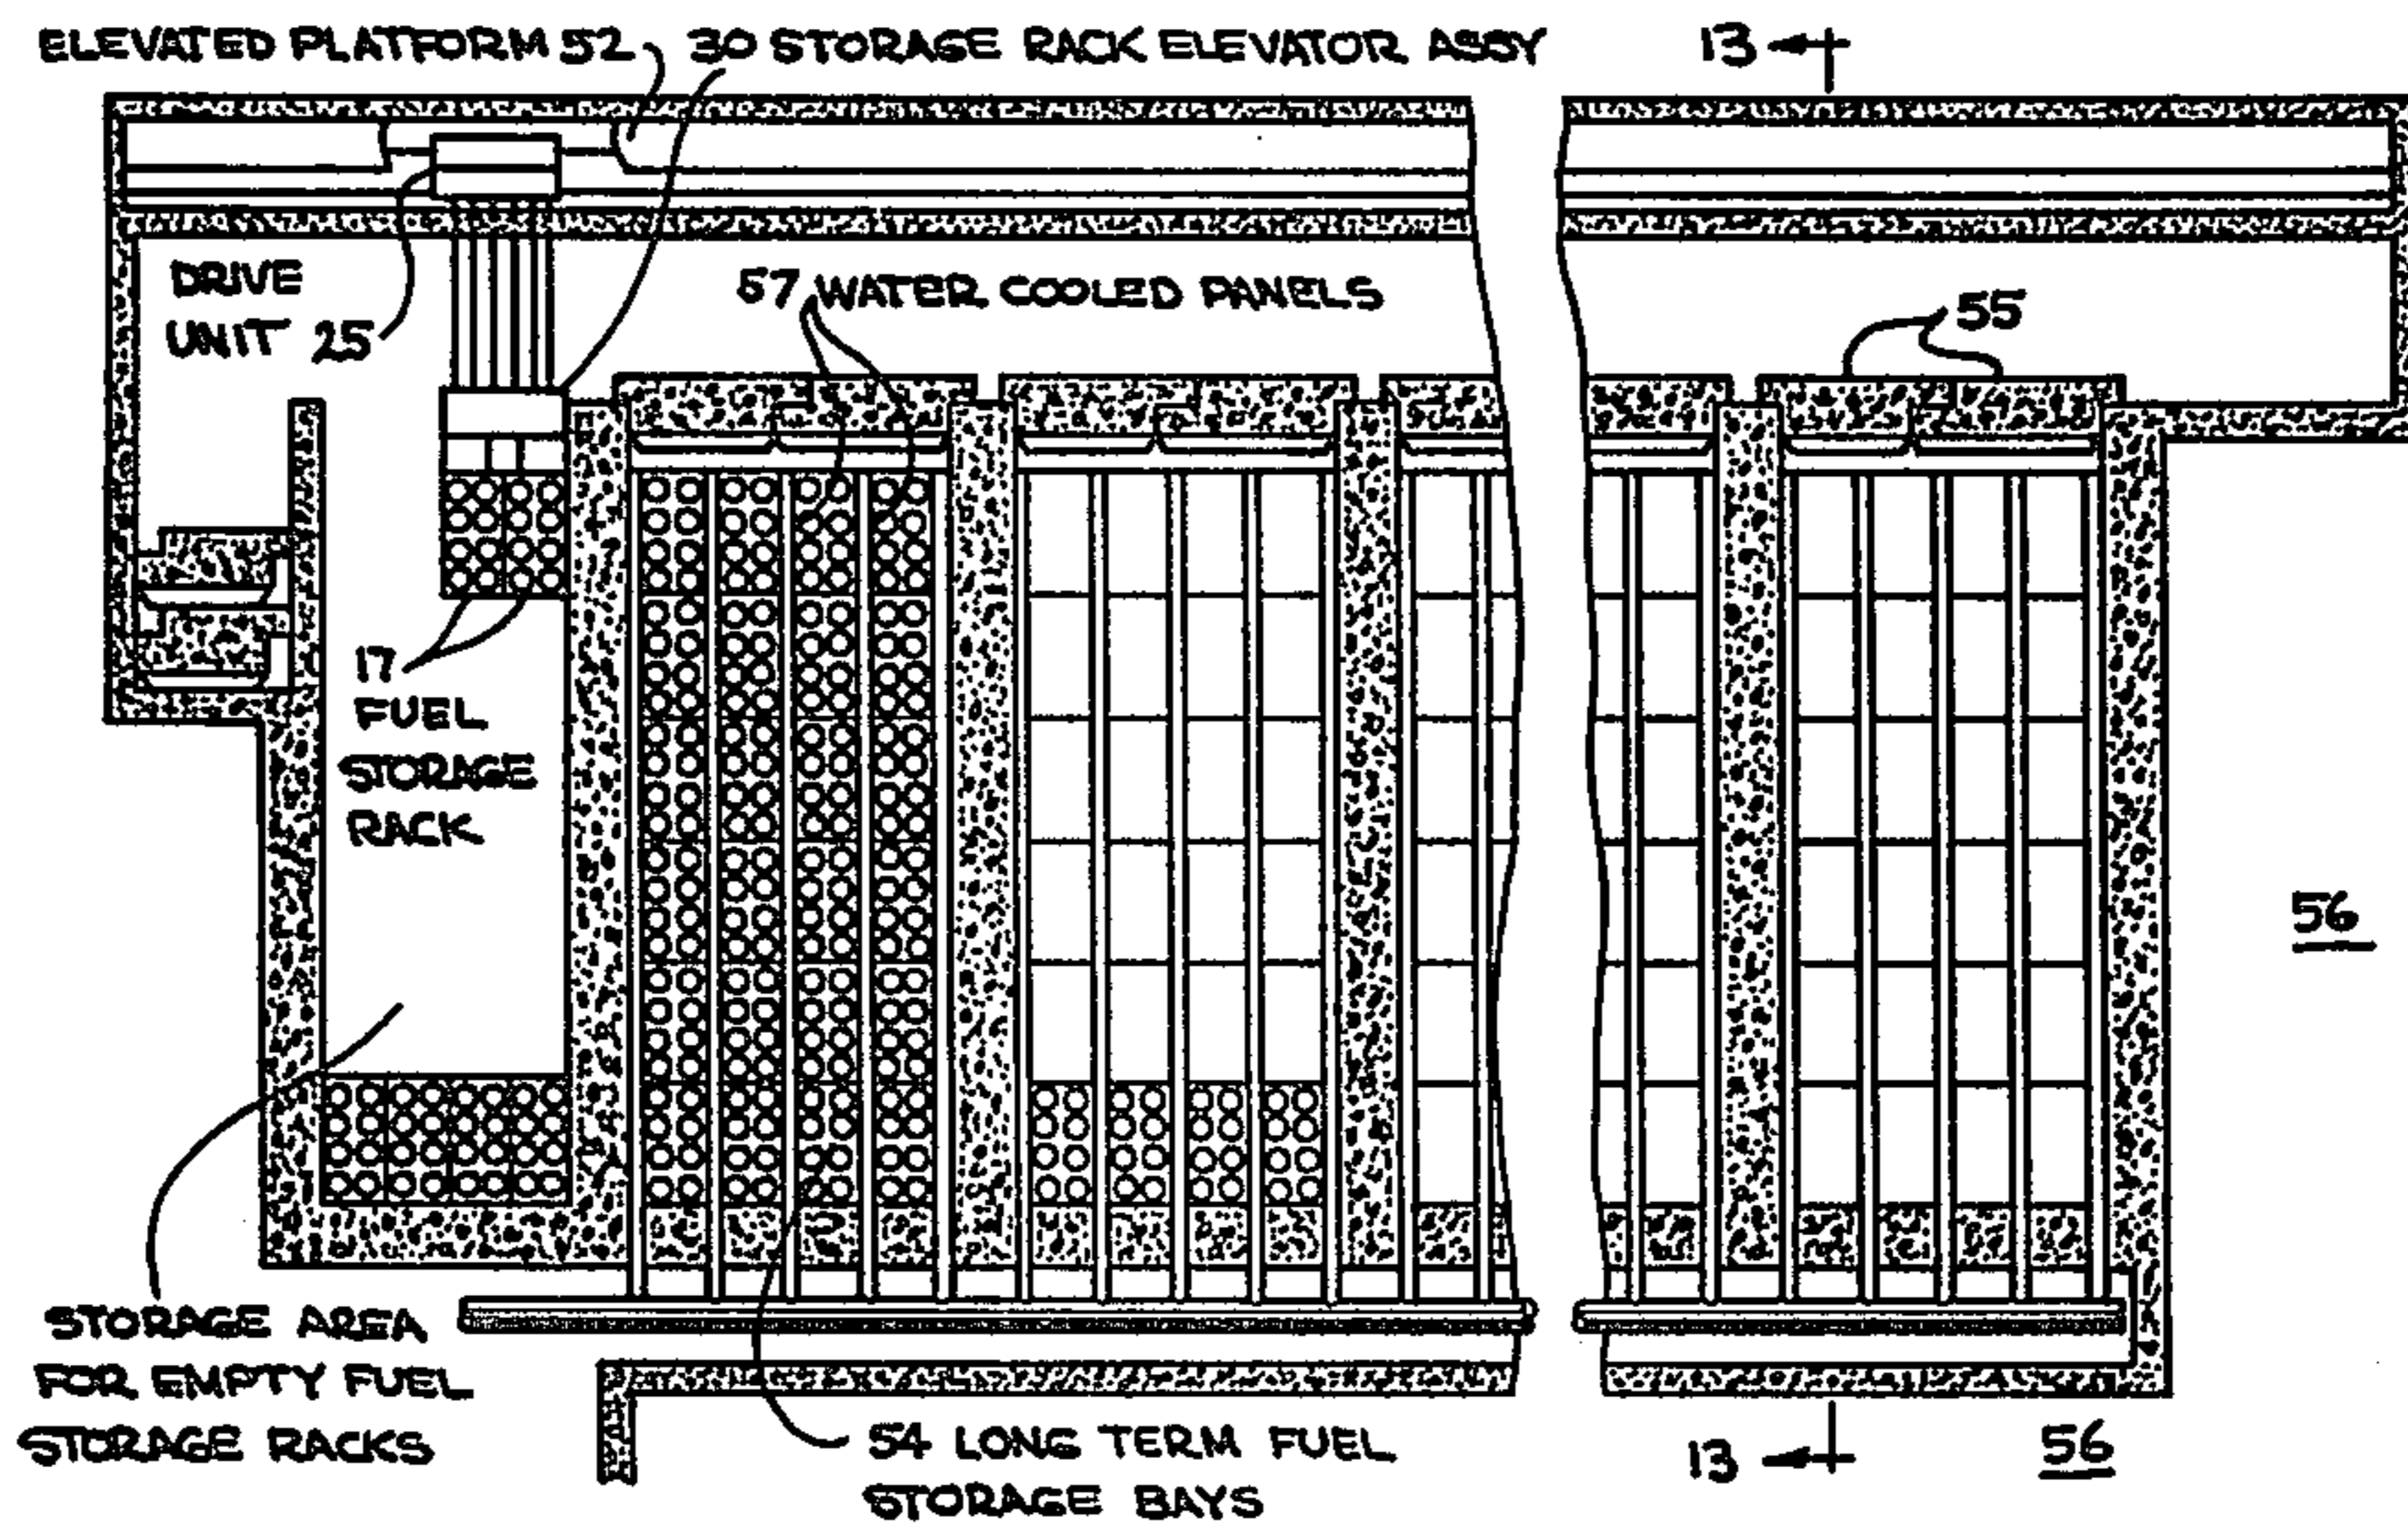 ELEVATED PLATFORM 52 30 STORAGE RACK ELEVATOR ASSY 13
DRIVE
UNIT 25
57 WATER COOLED PANELS
55
17
FUEL
STORAGE
RACK
56
STORAGE AREA
FOR EMPTY FUEL
STORAGE RACKS
54 LONG TERM FUEL
STORAGE BAYS
13
56